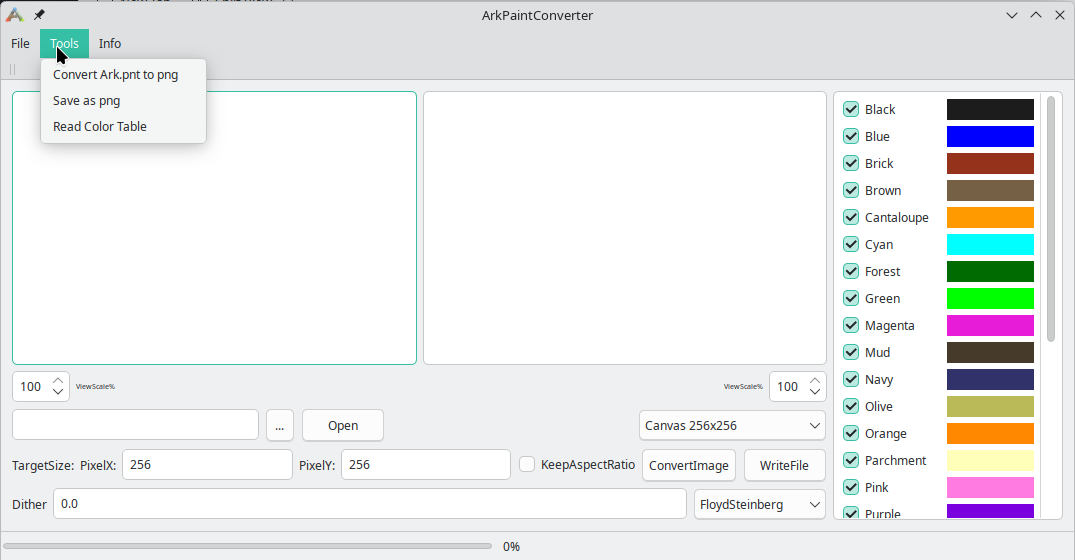 ArkPaintConverter
File Tools Info
Convert Ark.pnt to png
Save as png
Read Color Table
Black
Blue
Brick
Brown
Cantaloupe
Cyan
Forest
Green
Magenta
Mud
Navy
Olive
Orange
Parchment
Pink
Purple
100 ViewScale% ViewScale% 100
... Open Canvas 256x256
TargetSize: PixelX: 256 PixelY: 256 KeepAspectRatio ConvertImage WriteFile
Dither 0.0 FloydSteinberg
0%